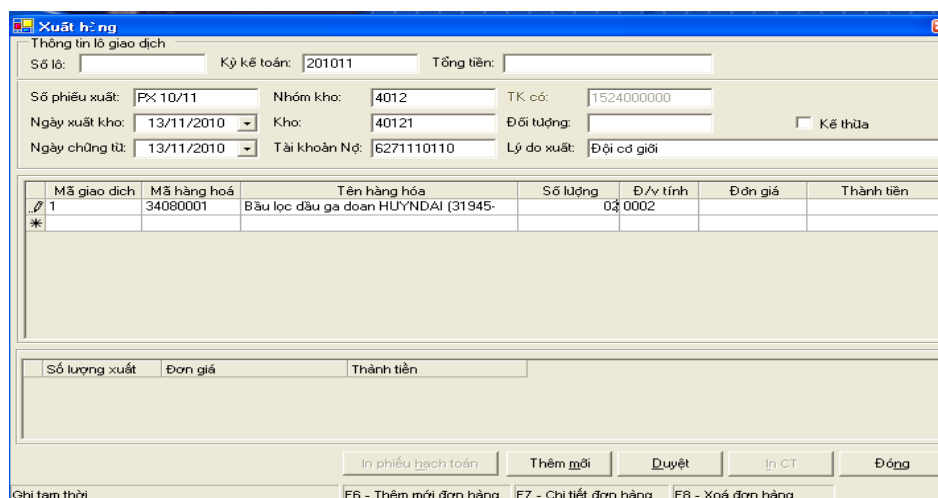 Xuất hàng
Thông tin lô giao dịch
Số lô: Kỳ kế toán: 201011 Tổng tiền:
Số phiếu xuất: PX 10/11 Nhóm kho: 4012 TK có: 1524000000
Ngày xuất kho: 13/11/2010 Kho: 40121 Đối tượng: Kế thừa
Ngày chứng từ: 13/11/2010 Tài khoản Nợ: 6271110110 Lý do xuất: Đội cơ giới
Mã giao dich Mã hàng hoá Tên hàng hóa Số lượng Đ/v tính Đơn giá Thành tiền
1 34080001 Bầu lọc dầu ga doan HUYNDAI (31945- 02 0002
Số lượng xuất Đơn giá Thành tiền
In phiếu hạch toán Thêm mới Duyệt In CT Đóng
Ghi tạm thời F6 - Thêm mới đơn hàng F7 - Chi tiết đơn hàng F8 - Xoá đơn hàng